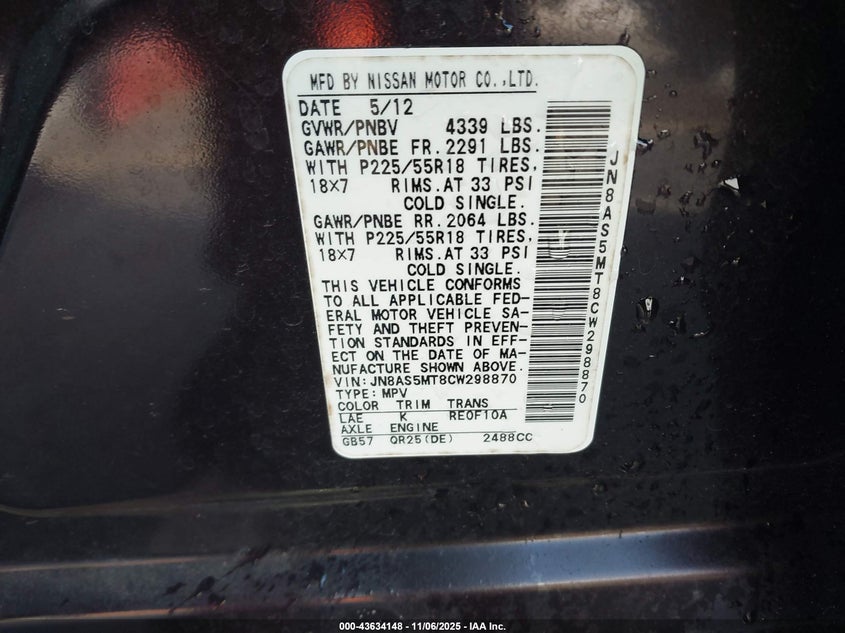 MFD BY NISSAN MOTOR CO.,LTD.
DATE 5/12
GVWR/PNBV 4339 LBS.
GAWR/PNBE FR. 2291 LBS.
WITH P225/55R18 TIRES,
18X7 RIMS.AT 33 PSI
COLD SINGLE.
GAWR/PNBE RR. 2064 LBS.
WITH P225/55R18 TIRES,
18X7 RIMS.AT 33 PSI
COLD SINGLE.
THIS VEHICLE CONFORMS
TO ALL APPLICABLE FED-
ERAL MOTOR VEHICLE SA-
FETY AND THEFT PREVEN-
TION STANDARDS IN EFF-
ECT ON THE DATE OF MA-
NUFACTURE SHOWN ABOVE.
VIN:JN8AS5MT8CW298870
TYPE:MPV
COLOR TRIM TRANS
LAE K RE0F10A
AXLE ENGINE
GB57 QR25(DE) 2488CC
JN8AS5MT8CW298870
000-43634148 - 11/06/2025 - IAA Inc.